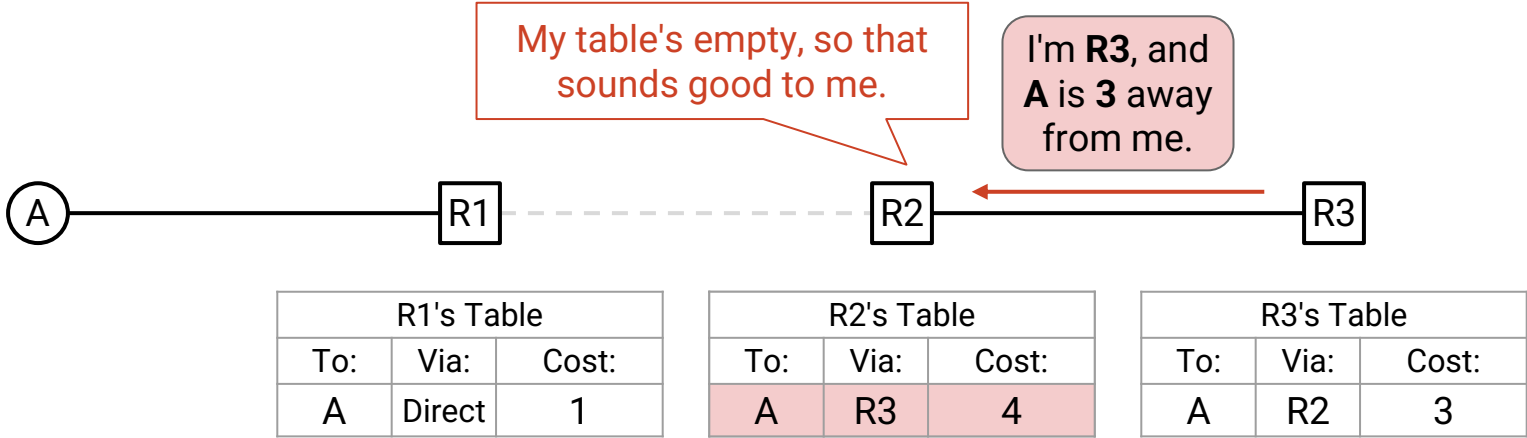 My table's empty, so that
sounds good to me.
I'm R3, and
A is 3 away
from me.
A
R1
R2
R3
R1's Table
To: Via: Cost:
A Direct 1
R2's Table
To: Via: Cost:
A R3 4
R3's Table
To: Via: Cost:
A R2 3